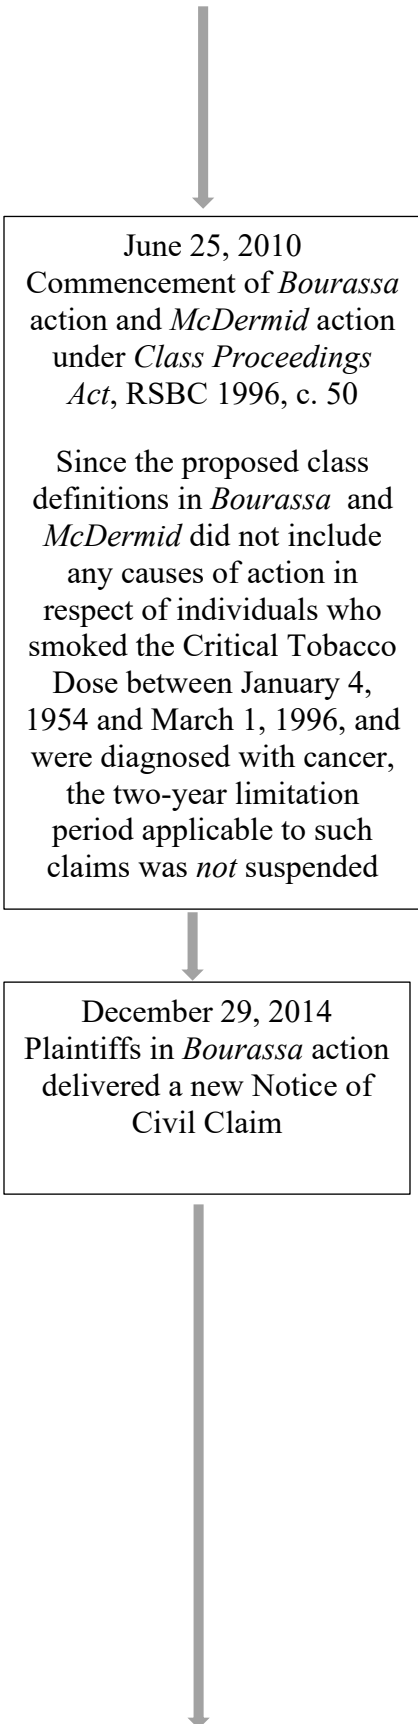 June 25, 2010
Commencement of Bourassa
action and McDermid action
under Class Proceedings
Act, RSBC 1996, c. 50
Since the proposed class
definitions in Bourassa and
McDermid did not include
any causes of action in
respect of individuals who
smoked the Critical Tobacco
Dose between January 4,
1954 and March 1, 1996, and
were diagnosed with cancer,
the two-year limitation
period applicable to such
claims was not suspended
December 29, 2014
Plaintiffs in Bourassa action
delivered a new Notice of
Civil Claim